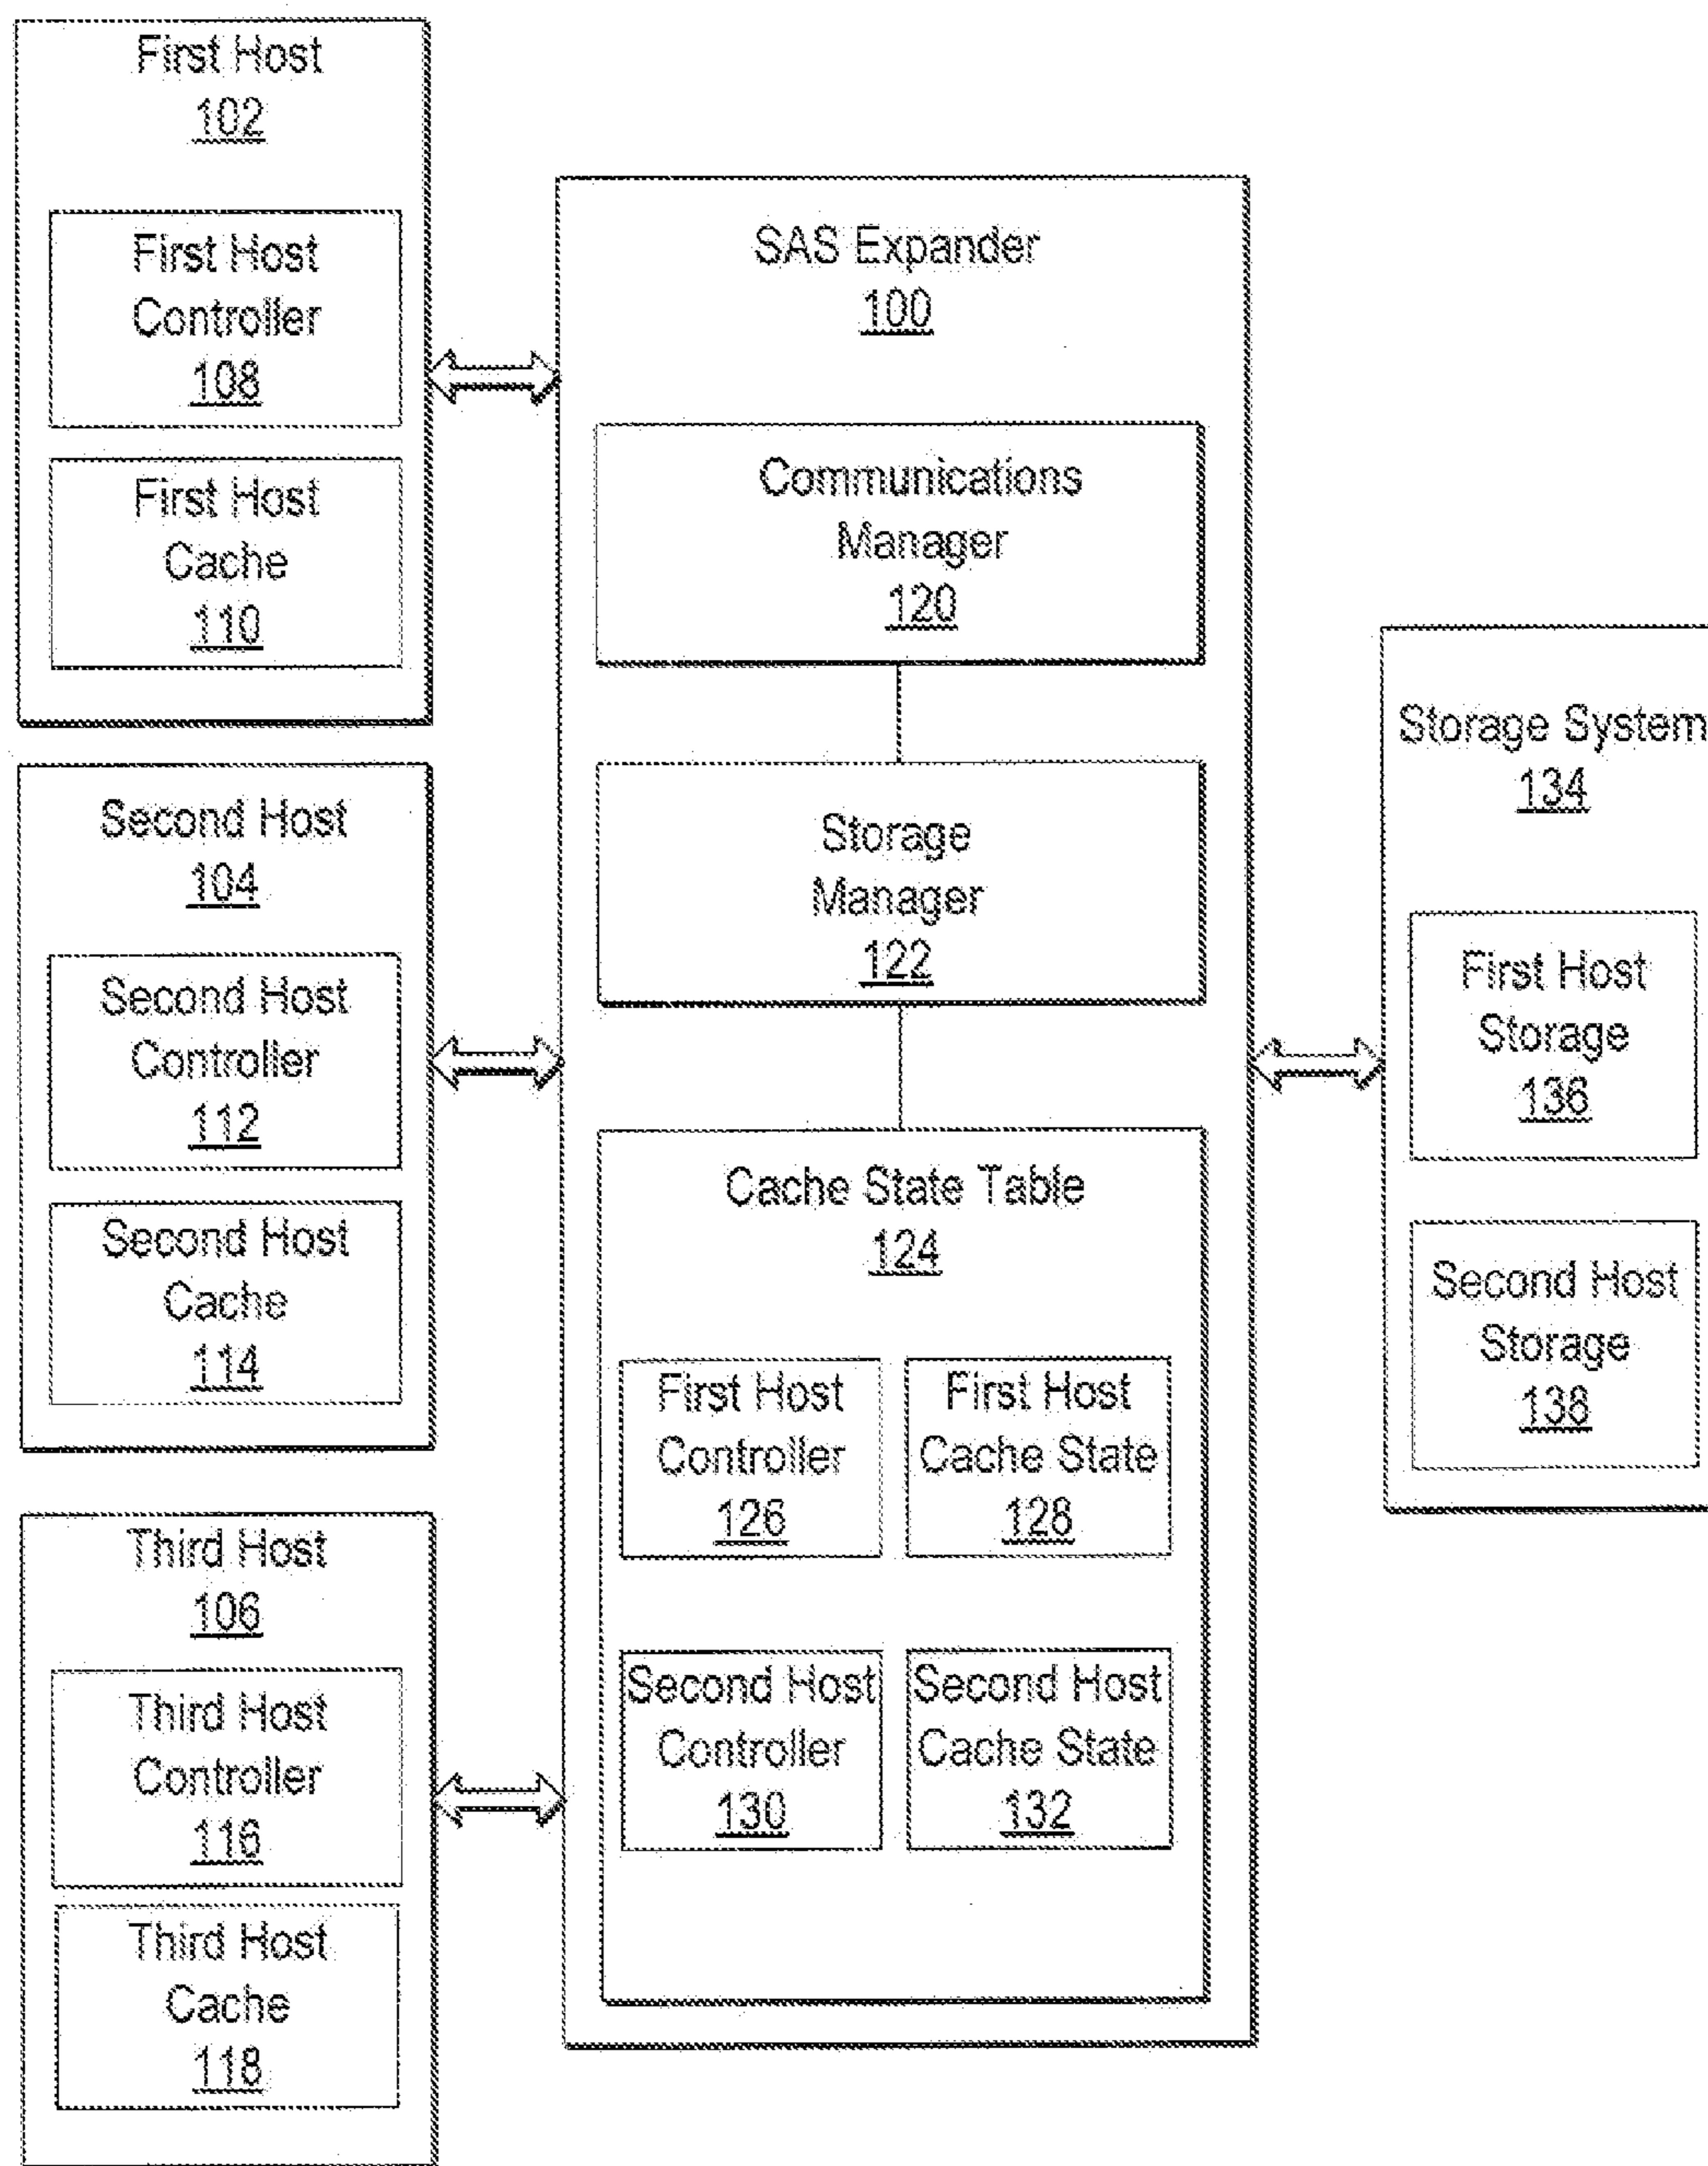 First Host
102
First Host
Controller
108
First Host
Cache
110
Second Host
104
Second Host
Controller
112
Second Host
Cache
114
Third Host
106
Third Host
Controller
116
Third Host
Cache
118
SAS Expander
100
Communications
Manager
120
Storage
Manager
122
Cache State Table
124
First Host
Controller
126
First Host
Cache State
128
Second Host
Controller
130
Second Host
Cache State
132
Storage System
134
First Host
Storage
136
Second Host
Storage
138